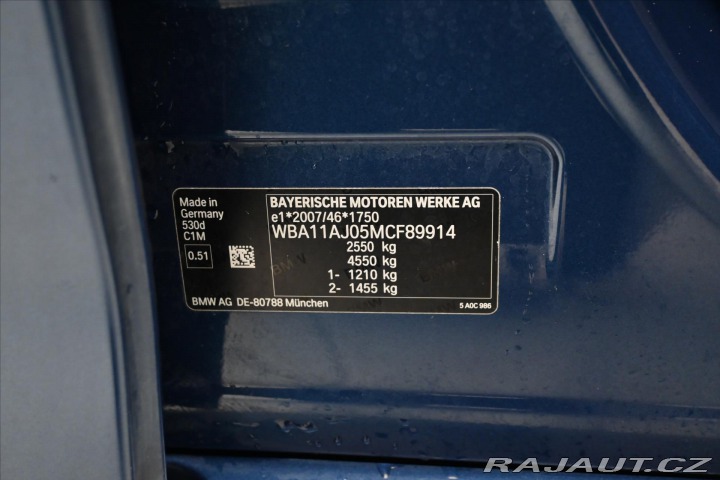 Made in
Germany
530d
C1M
0.51
BAYERISCHE MOTOREN WERKE AG
e1*2007/46*1750
WBA11AJ05MCF89914
2550 kg
4550 kg
1- 1210 kg
2- 1455 kg
BMW AG DE-80788 München
5 A0C 986
RAJAUT.CZ